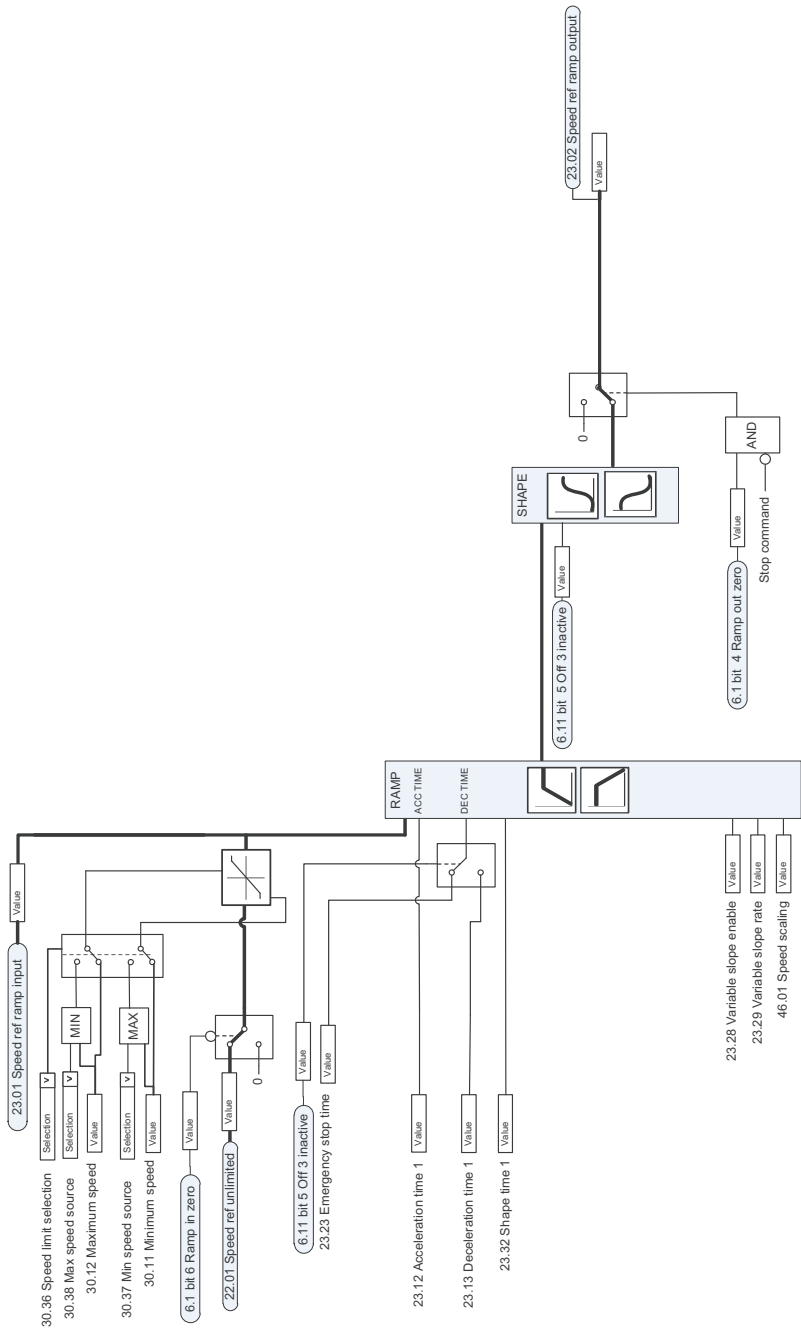 23.01 Speed ref ramp input
Value
30.36 Speed limit selection
Selection
v
30.38 Max speed source
Selection
v
MIN
30.12 Maximum speed
Value
30.37 Min speed source
Selection
v
MAX
30.11 Minimum speed
Value
6.1 bit 6 Ramp in zero
Value
22.01 Speed ref unlimited
Value
0
6.11 bit 5 Off 3 inactive
Value
23.23 Emergency stop time
Value
23.12 Acceleration time 1
Value
23.13 Deceleration time 1
Value
23.32 Shape time 1
Value
RAMP
ACC TIME
DEC TIME
23.28 Variable slope enable
Value
23.29 Variable slope rate
Value
46.01 Speed scaling
Value
SHAPE
6.11 bit 5 Off 3 inactive
Value
0
6.1 bit 4 Ramp out zero
Value
AND
Stop command
23.02 Speed ref ramp output
Value